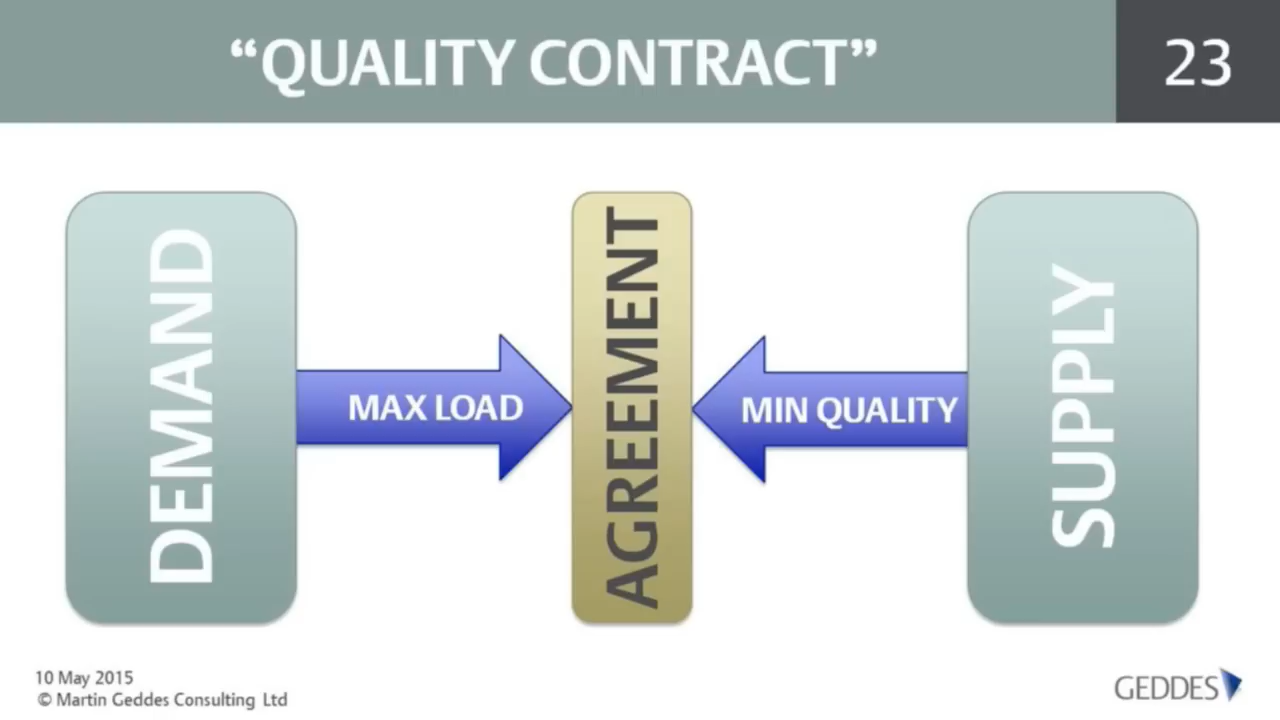 “QUALITY CONTRACT”
23
DEMAND
MAX LOAD
AGREEMENT
MIN QUALITY
SUPPLY
10 May 2015
© Martin Geddes Consulting Ltd
GEDDES